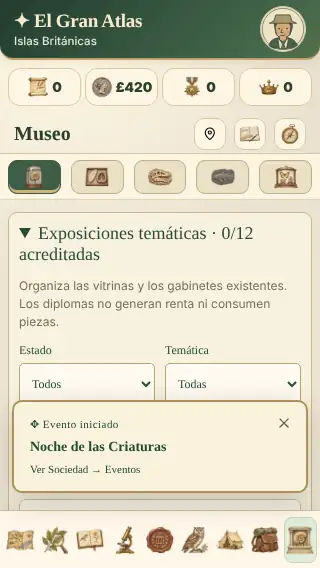 ✦ El Gran Atlas
Islas Británicas
0
£420
0
0
Museo
▼ Exposiciones temáticas · 0/12
acreditadas
Organiza las vitrinas y los gabinetes existentes.
Los diplomas no generan renta ni consumen
piezas.
Estado
Temática
Todos
Todas
✥ Evento iniciado
Noche de las Criaturas
Ver Sociedad → Eventos